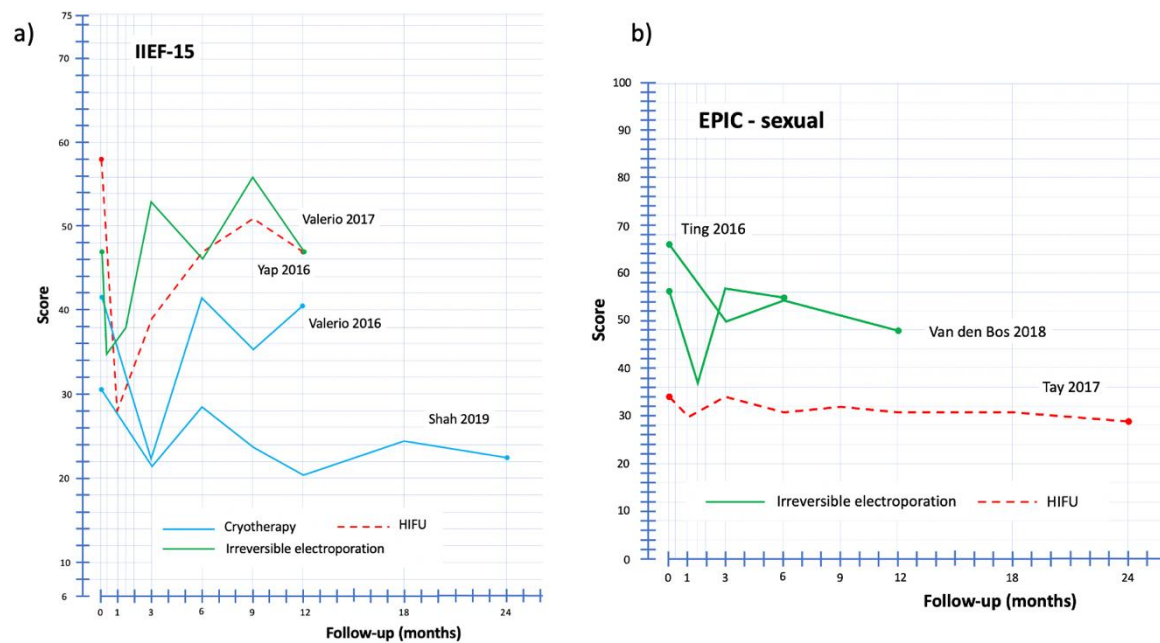 a)
IIEF-15
75
70
60
50
40
30
20
10
6
Score
Valerio 2017
Yap 2016
Valerio 2016
Shah 2019
Cryotherapy
HIFU
Irreversible electroporation
0 1 3 6 9 12 18 24
Follow-up (months)
b)
EPIC - sexual
100
90
80
70
60
50
40
30
20
10
0
Score
Ting 2016
Van den Bos 2018
Tay 2017
Irreversible electroporation
HIFU
0 1 3 6 9 12 18 24
Follow-up (months)